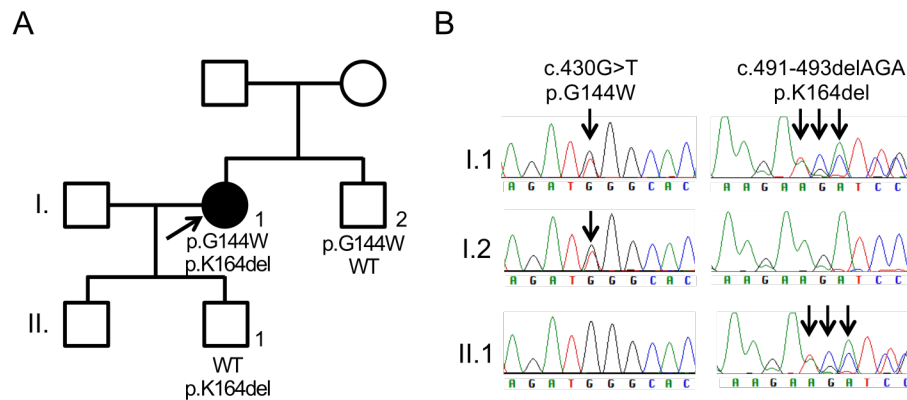 A
B
I.
1
p.G144W
p.K164del
2
p.G144W
WT
II.
1
WT
p.K164del
c.430G>T
p.G144W
c.491-493delAGA
p.K164del
I.1
A G A T G G G C A C
A A G A A G A T C C
I.2
A G A T G G G C A C
A A G A A G A T C C
II.1
A G A T G G G C A C
A A G A A G A T C C